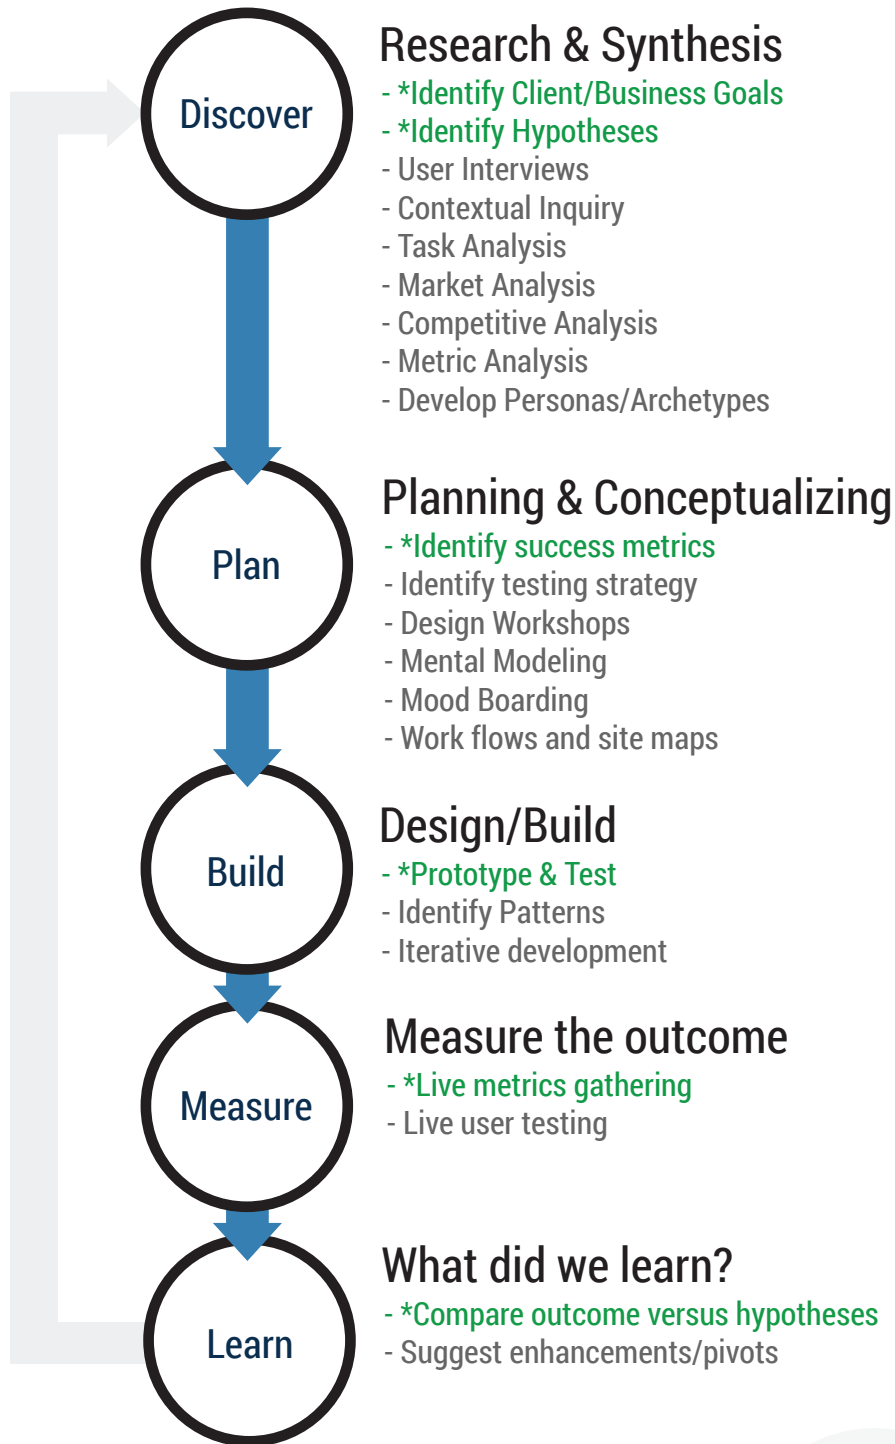 Discover
Research & Synthesis
- *Identify Client/Business Goals
- *Identify Hypotheses
- User Interviews
- Contextual Inquiry
- Task Analysis
- Market Analysis
- Competitive Analysis
- Metric Analysis
- Develop Personas/Archetypes
Plan
Planning & Conceptualizing
- *Identify success metrics
- Identify testing strategy
- Design Workshops
- Mental Modeling
- Mood Boarding
- Work flows and site maps
Build
Design/Build
- *Prototype & Test
- Identify Patterns
- Iterative development
Measure
Measure the outcome
- *Live metrics gathering
- Live user testing
Learn
What did we learn?
- *Compare outcome versus hypotheses
- Suggest enhancements/pivots